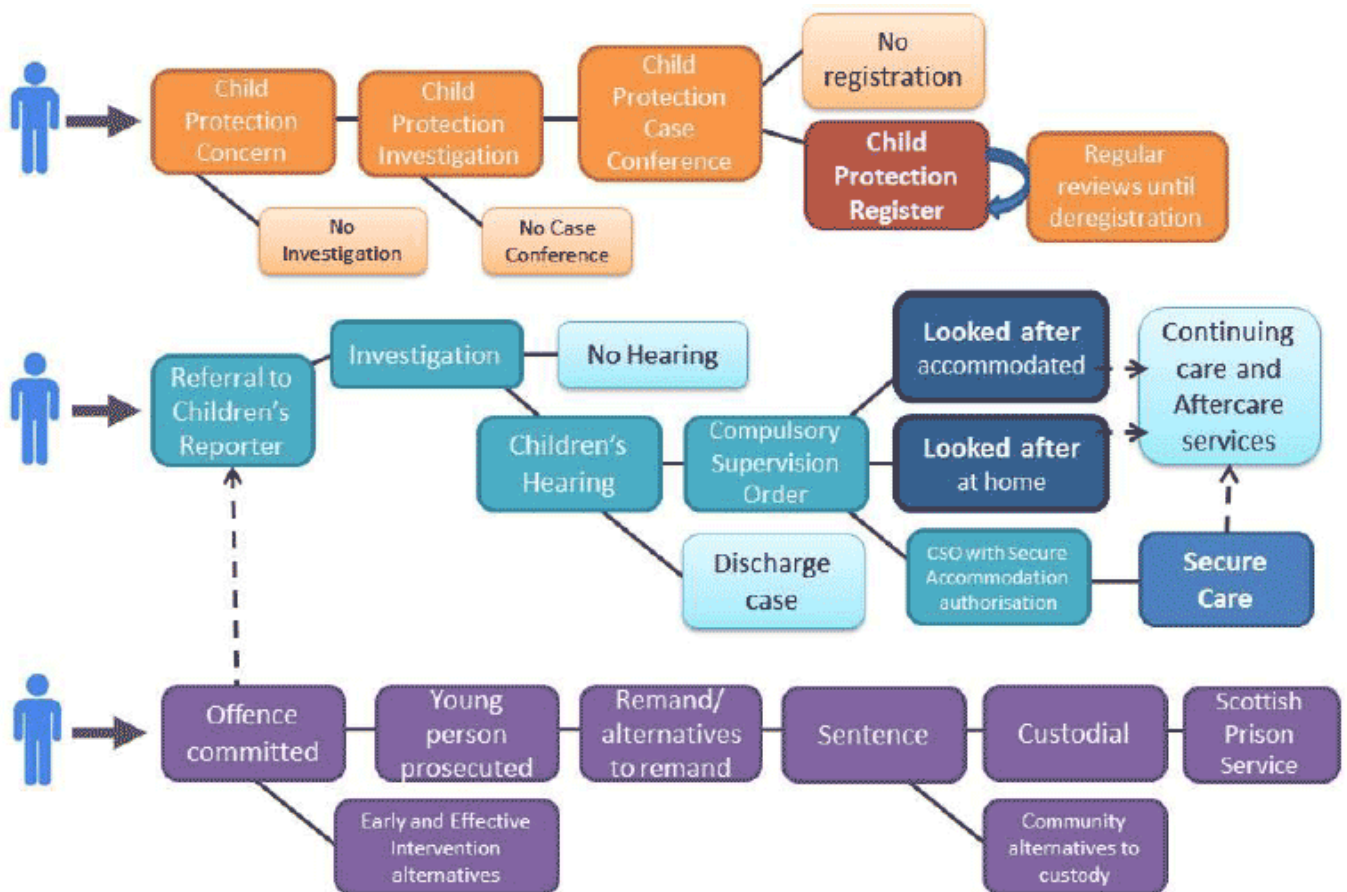 Child
Protection
Concern
No
Investigation
Child
Protection
Investigation
No Case
Conference
Child
Protection
Case
Conference
No
registration
Child
Protection
Register
Regular
reviews until
deregistration
Referral to
Children's
Reporter
Investigation
No Hearing
Children's
Hearing
Discharge
case
Compulsory
Supervision
Order
Looked after
accommodated
Looked after
at home
CSO with Secure
Accommodation
authorisation
Secure
Care
Continuing
care and
Aftercare
services
Offence
committed
Early and Effective
Intervention
alternatives
Young
person
prosecuted
Remand/
alternatives
to remand
Sentence
Community
alternatives to
custody
Custodial
Scottish
Prison
Service